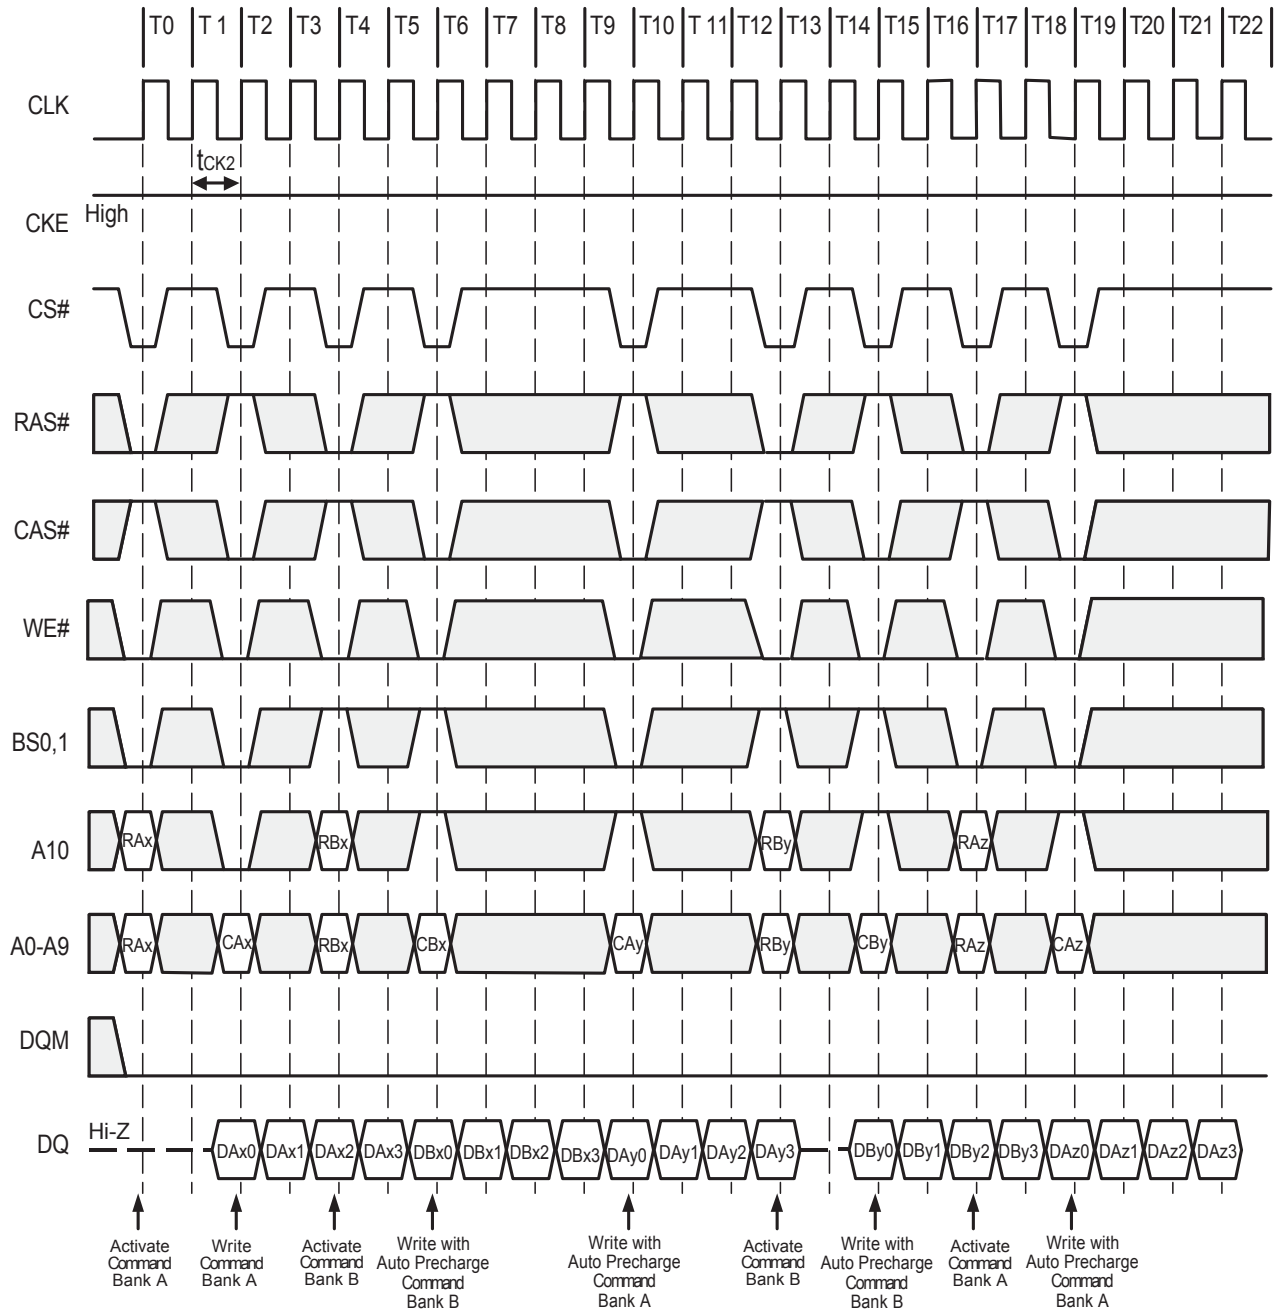 T0 T 1 T2 T3 T4 T5 T6 T7 T8 T9 T10 T 11 T12 T13 T14 T15 T16 T17 T18 T19 T20 T21 T22
CLK
tCK2
CKE High
CS#
RAS#
CAS#
WE#
BS0,1
A10 RAx RBx RBy RAz
A0-A9 RAx CAx RBx CBx CAy RBy CBy RAz CAz
DQM
DQ Hi-Z DAx0 DAx1 DAx2 DAx3 DBx0 DBx1 DBx2 DBx3 DAy0 DAy1 DAy2 DAy3 DBy0 DBy1 DBy2 DBy3 DAz0 DAz1 DAz2 DAz3
Activate
Command
Bank A
Write
Command
Bank A
Activate
Command
Bank B
Write with
Auto Precharge
Command
Bank B
Write with
Auto Precharge
Command
Bank A
Activate
Command
Bank B
Write with
Auto Precharge
Command
Bank B
Activate
Command
Bank A
Write with
Auto Precharge
Command
Bank A